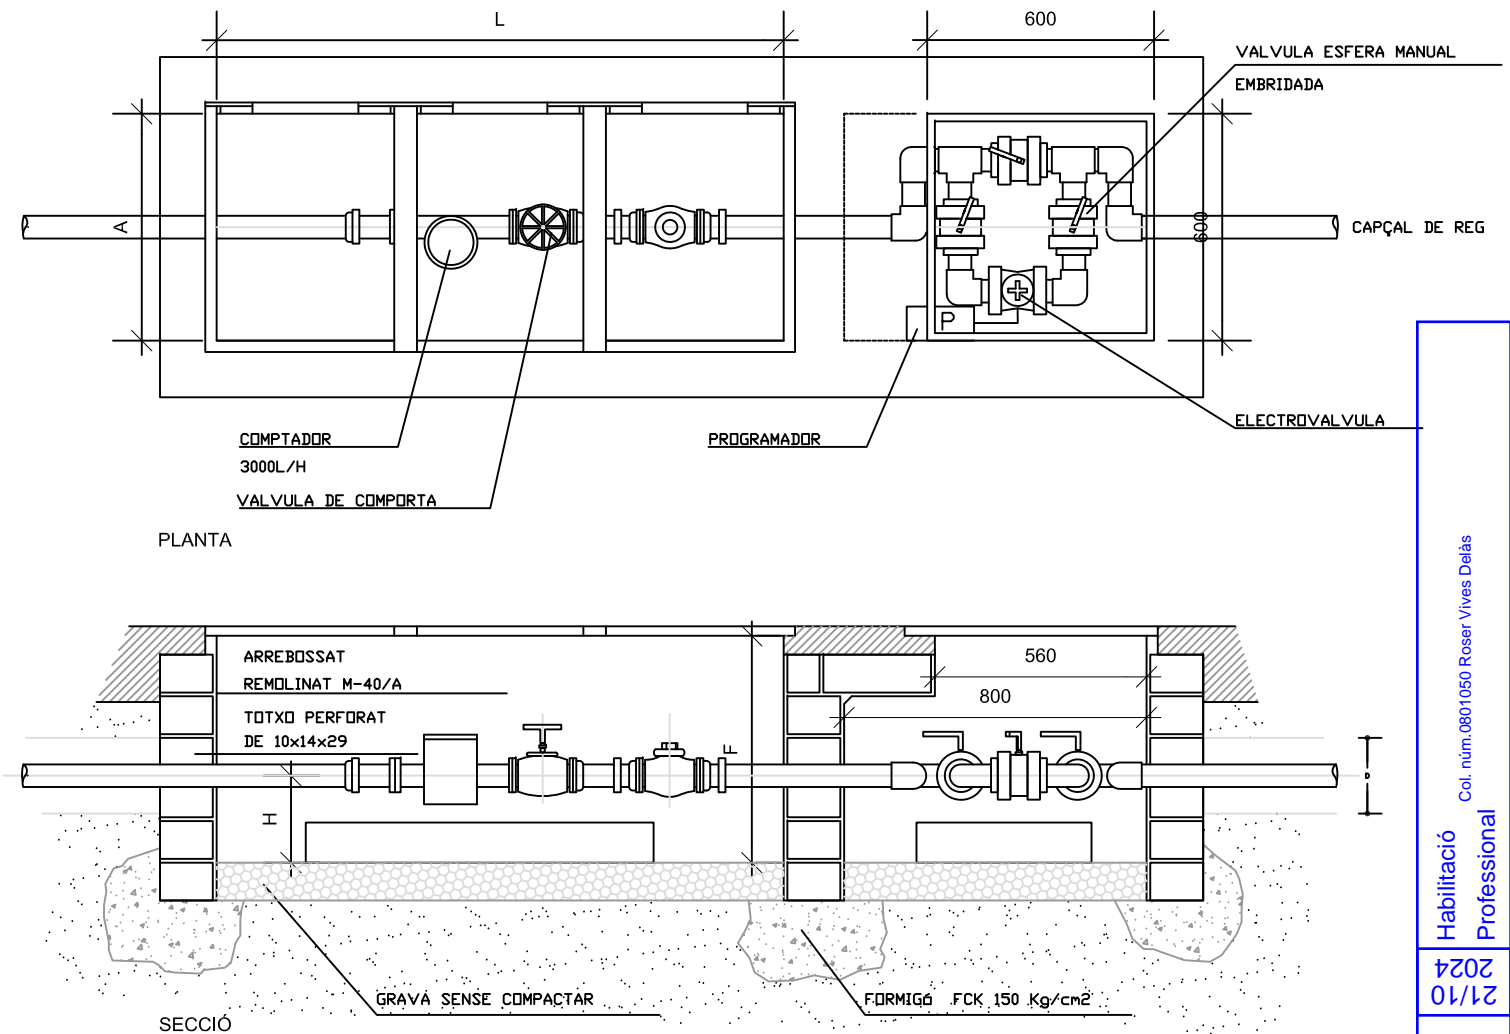 L
600
VALVULA ESFERA MANUAL
EMBRIDADA
A
600
CAPÇAL DE REG
P
COMPTADOR
3000L/H
VALVULA DE COMPORTA
PROGRAMADOR
ELECTROVALVULA
PLANTA
ARREBOSSAT
REMOLINAT M-40/A
TOTXO PERFORAT
DE 10x14x29
560
800
F
H
GRAVA SENSE COMPACTAR
FORMIGó FCK 150 Kg/cm2
SECCIÓ
Col. núm.0801050 Roser Vives Delàs
Habilitació
Professional
21/10
2024